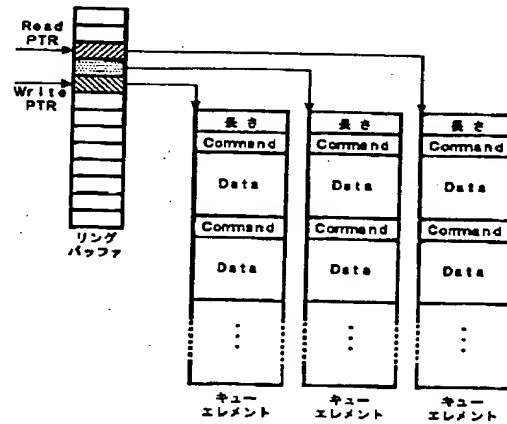 Read
PTR
Write
PTR
リング
バッファ
長さ
Command
Data
Command
Data
⋮
キュー
エレメント
長さ
Command
Data
Command
Data
⋮
キュー
エレメント
長さ
Command
Data
Command
Data
⋮
キュー
エレメント